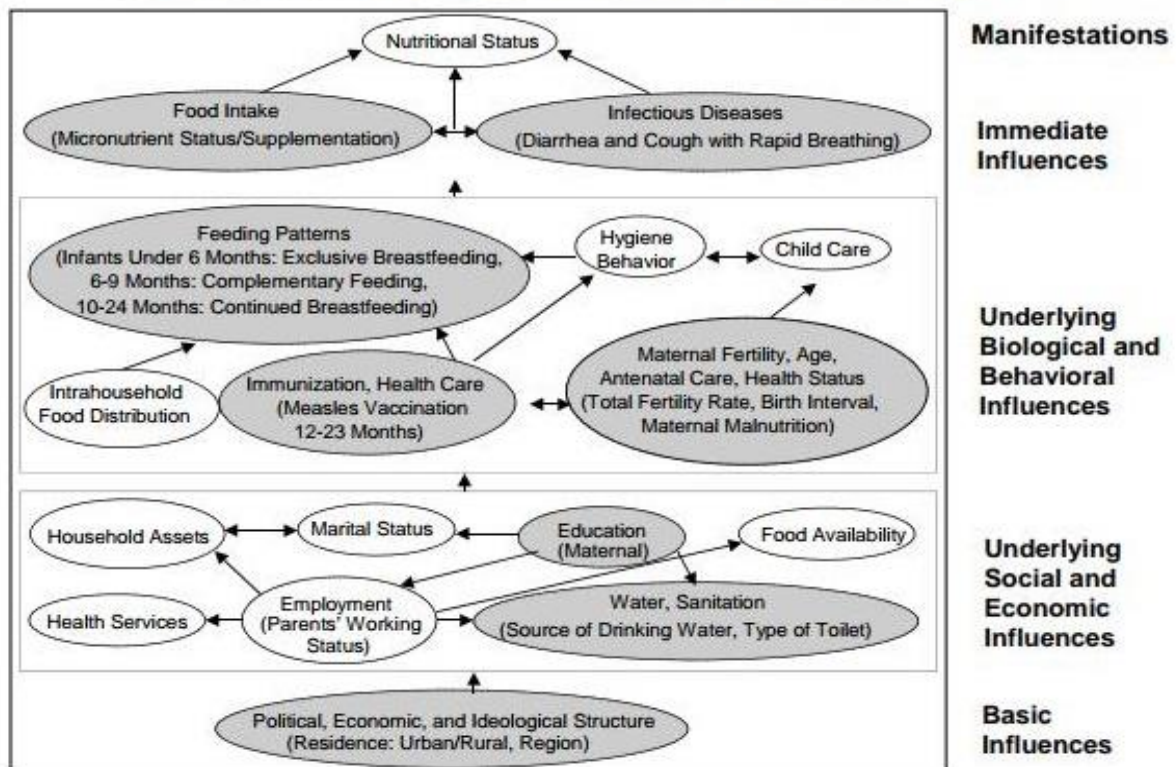 Nutritional Status
Manifestations
Food Intake
(Micronutrient Status/Supplementation)
Infectious Diseases
(Diarrhea and Cough with Rapid Breathing)
Immediate
Influences
Feeding Patterns
(Infants Under 6 Months: Exclusive Breastfeeding,
6-9 Months: Complementary Feeding,
10-24 Months: Continued Breastfeeding)
Hygiene
Behavior
Child Care
Intrahousehold
Food Distribution
Immunization, Health Care
(Measles Vaccination
12-23 Months)
Maternal Fertility, Age,
Antenatal Care, Health Status
(Total Fertility Rate, Birth Interval,
Maternal Malnutrition)
Underlying
Biological and
Behavioral
Influences
Household Assets
Marital Status
Education
(Maternal)
Food Availability
Health Services
Employment
(Parents' Working
Status)
Water, Sanitation
(Source of Drinking Water, Type of Toilet)
Underlying
Social and
Economic
Influences
Political, Economic, and Ideological Structure
(Residence: Urban/Rural, Region)
Basic
Influences